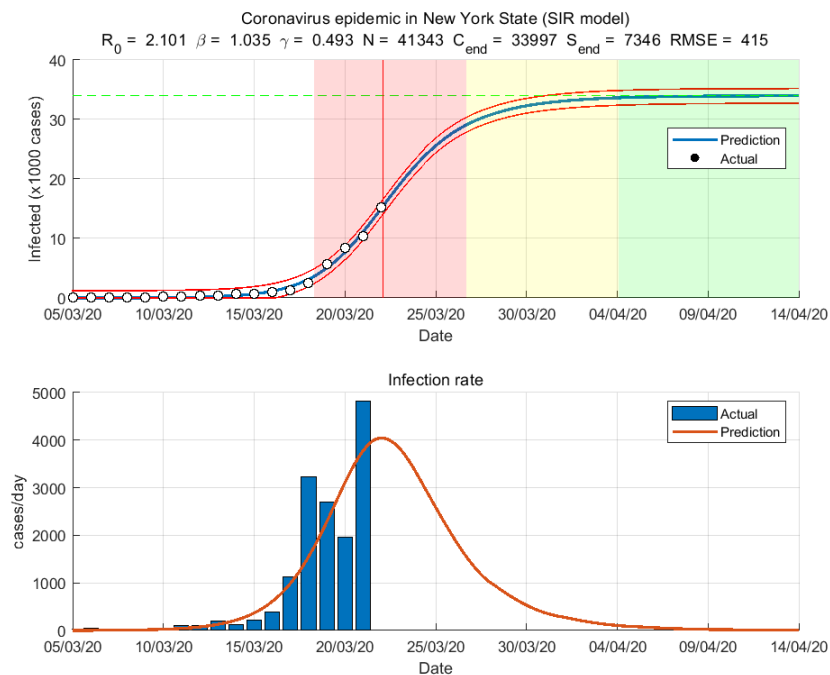 Coronavirus epidemic in New York State (SIR model)
R0 = 2.101 β = 1.035 γ = 0.493 N = 41343 Cend = 33997 Send = 7346 RMSE = 415
40
30
20
10
0
Infected (x1000 cases)
Prediction
Actual
05/03/20 10/03/20 15/03/20 20/03/20 25/03/20 30/03/20 04/04/20 09/04/20 14/04/20
Date
Infection rate
5000
4000
3000
2000
1000
0
cases/day
Actual
Prediction
05/03/20 10/03/20 15/03/20 20/03/20 25/03/20 30/03/20 04/04/20 09/04/20 14/04/20
Date